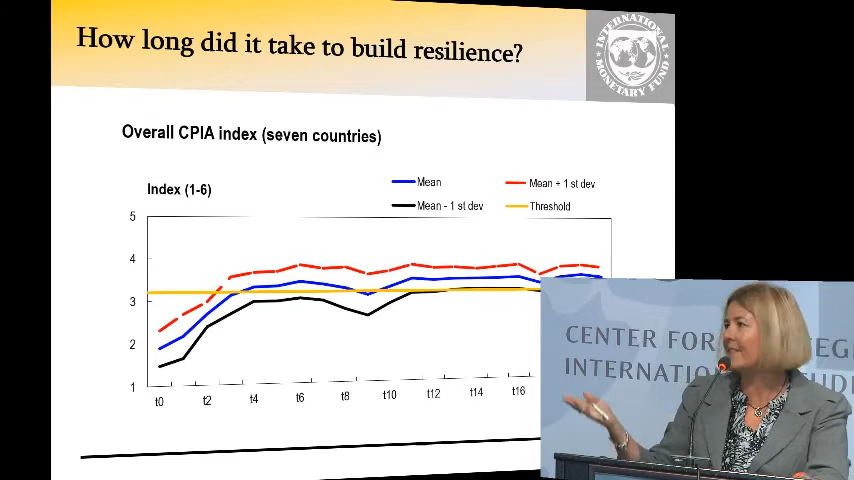 How long did it take to build resilience?
INTERNATIONAL
MONETARY FUND
Overall CPIA index (seven countries)
Index (1-6)
Mean
Mean + 1 st dev
Mean - 1 st dev
Threshold
5
4
3
2
1
t0
t2
t4
t6
t8
t10
t12
t14
t16
CENTER FOR
INTERNATION